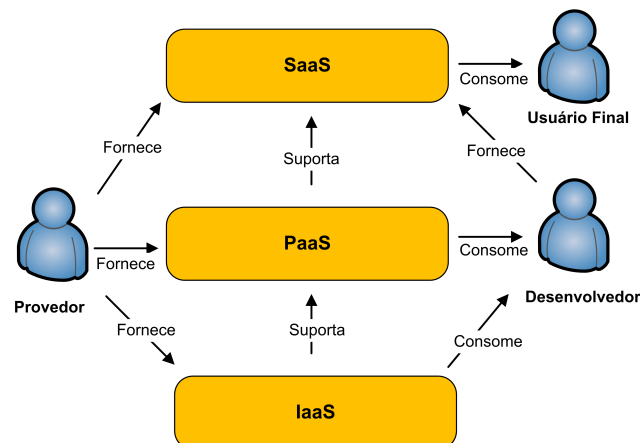 SaaS
Consome
Usuário Final
Fornece
Suporta
Fornece
PaaS
Fornece
Consome
Provedor
Desenvolvedor
Fornece
Suporta
Consome
IaaS